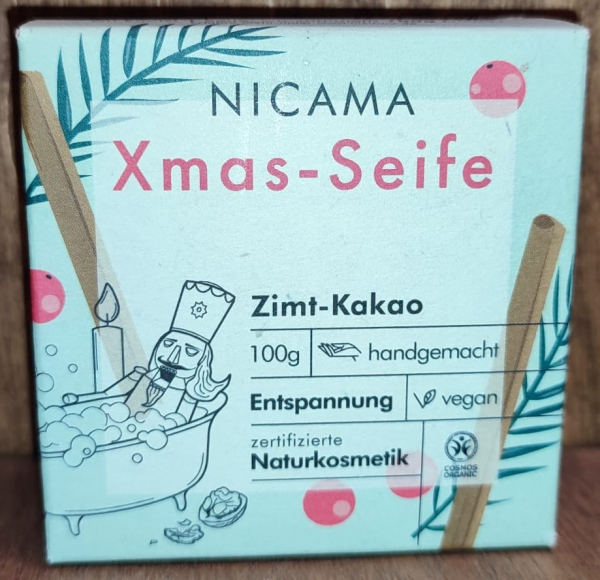 NICAMA
Xmas-Seife
Zimt-Kakao
100g handgemacht
Entspannung vegan
zertifizierte
Naturkosmetik
COSMOS
ORGANIC